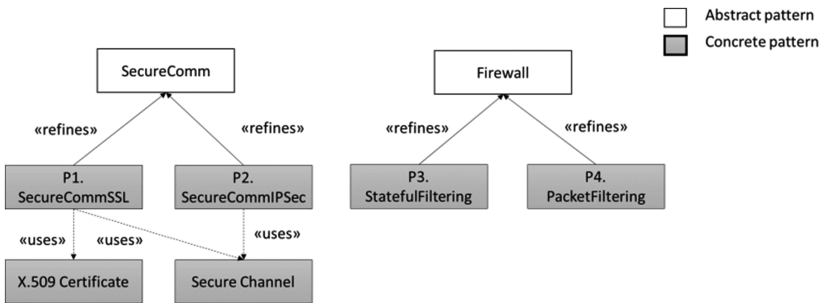 Abstract pattern
Concrete pattern
SecureComm
Firewall
«refines»
«refines»
«refines»
«refines»
P1.
SecureCommSSL
P2.
SecureCommIPSec
P3.
StatefulFiltering
P4.
PacketFiltering
«uses»
«uses»
«uses»
X.509 Certificate
Secure Channel